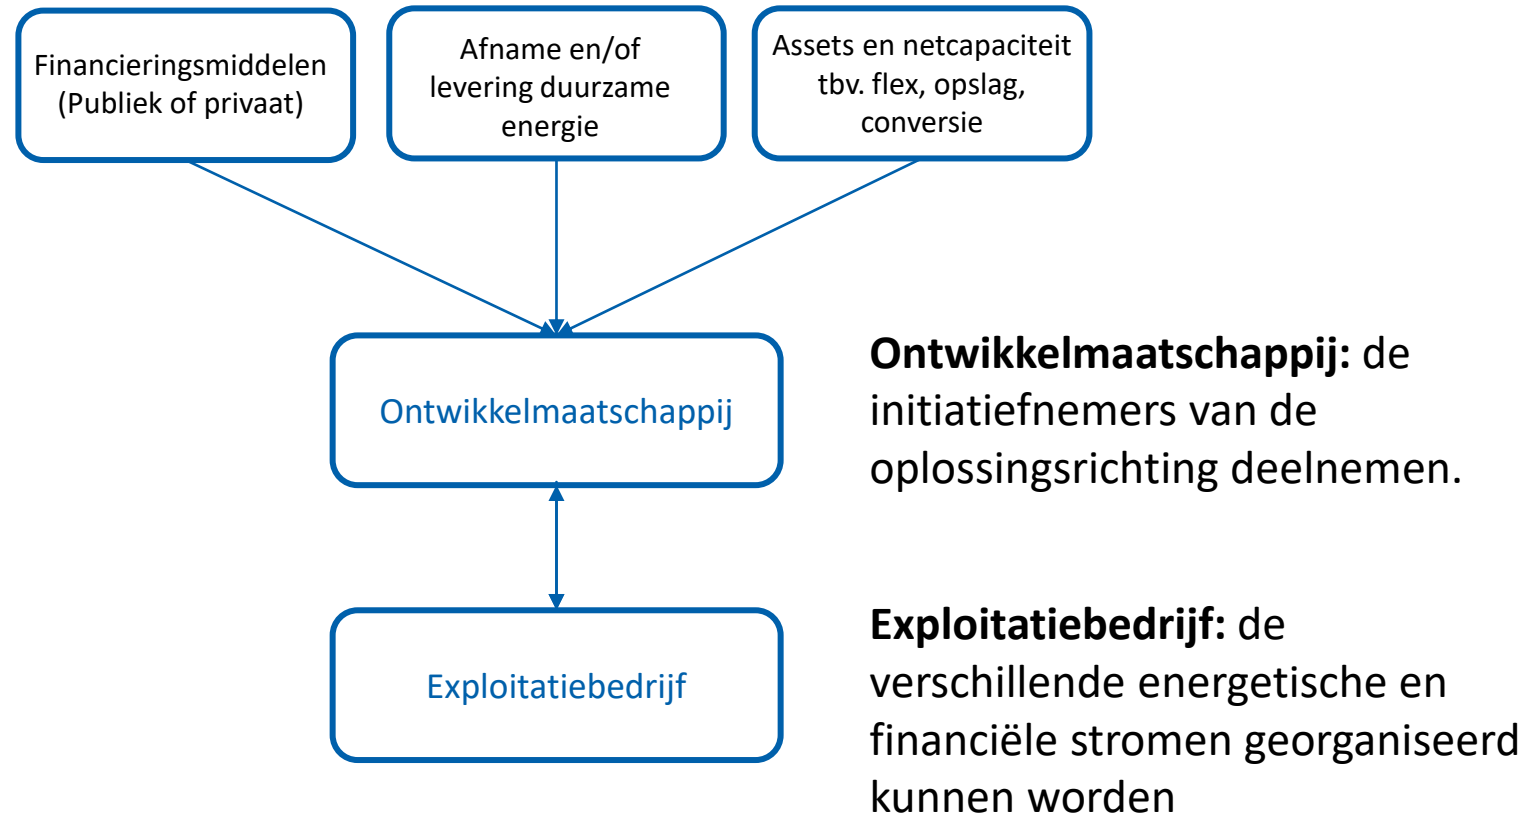 Financieringsmiddelen
(Publiek of privaat)
Afname en/of
levering duurzame
energie
Assets en netcapaciteit
tbv. flex, opslag,
conversie
Ontwikkelmaatschappij
Ontwikkelmaatschappij: de
initiatiefnemers van de
oplossingsrichting deelnemen.
Exploitatiebedrijf
Exploitatiebedrijf: de
verschillende energetische en
financiële stromen georganiseerd
kunnen worden